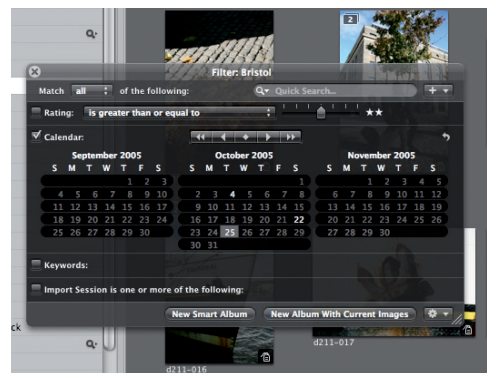 2
Filter: Bristol
Match all of the following: Quick Search...
Rating: is greater than or equal to ★★
Calendar:
September 2005 October 2005 November 2005
S M T W T F S S M T W T F S S M T W T F S
1 2 3 1 1 2 3 4 5
4 5 6 7 8 9 10 2 3 4 5 6 7 8 6 7 8 9 10 11 12
11 12 13 14 15 16 17 9 10 11 12 13 14 15 13 14 15 16 17 18 19
18 19 20 21 22 23 24 16 17 18 19 20 21 22 20 21 22 23 24 25 26
25 26 27 28 29 30 23 24 25 26 27 28 29 27 28 29 30
30 31
Keywords:
Import Session is one or more of the following:
New Smart Album New Album With Current Images
ck
d211-017
d211-016